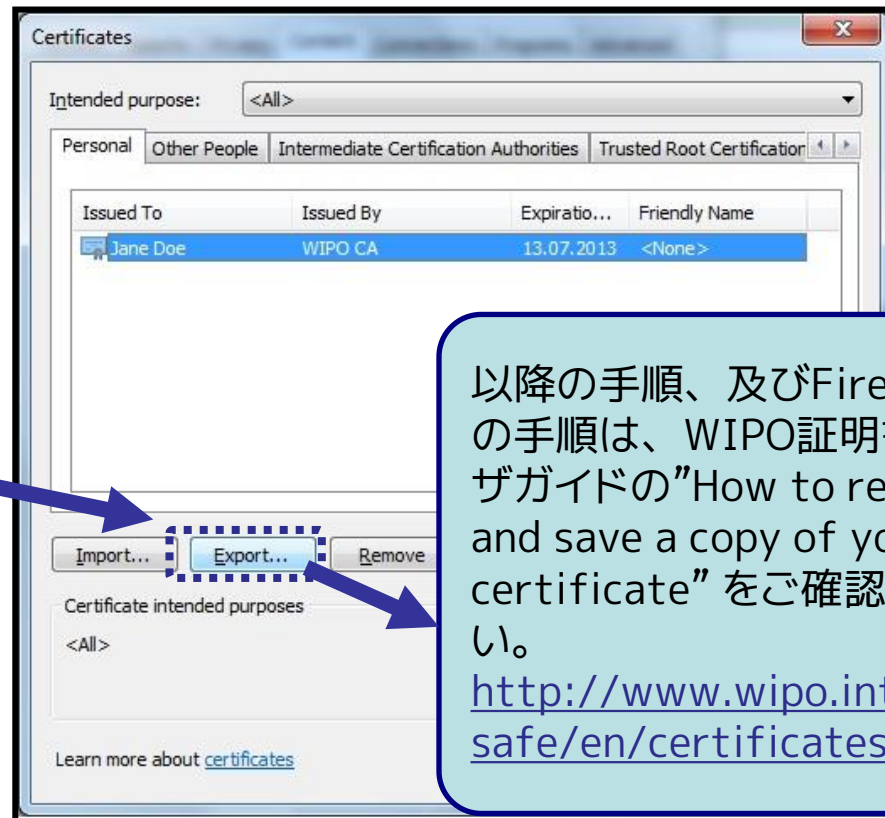 Certificates
Intended purpose: <All>
Personal Other People Intermediate Certification Authorities Trusted Root Certification
Issued To Issued By Expiratio... Friendly Name
Jane Doe WIPO CA 13.07.2013 <None>
Import... Export... Remove
Certificate intended purposes
<All>
Learn more about certificates
以降の手順、及びFire
の手順は、WIPO証明
ザガイドの"How to re
and save a copy of yo
certificate" をご確認
い。
http://www.wipo.int
safe/en/certificates